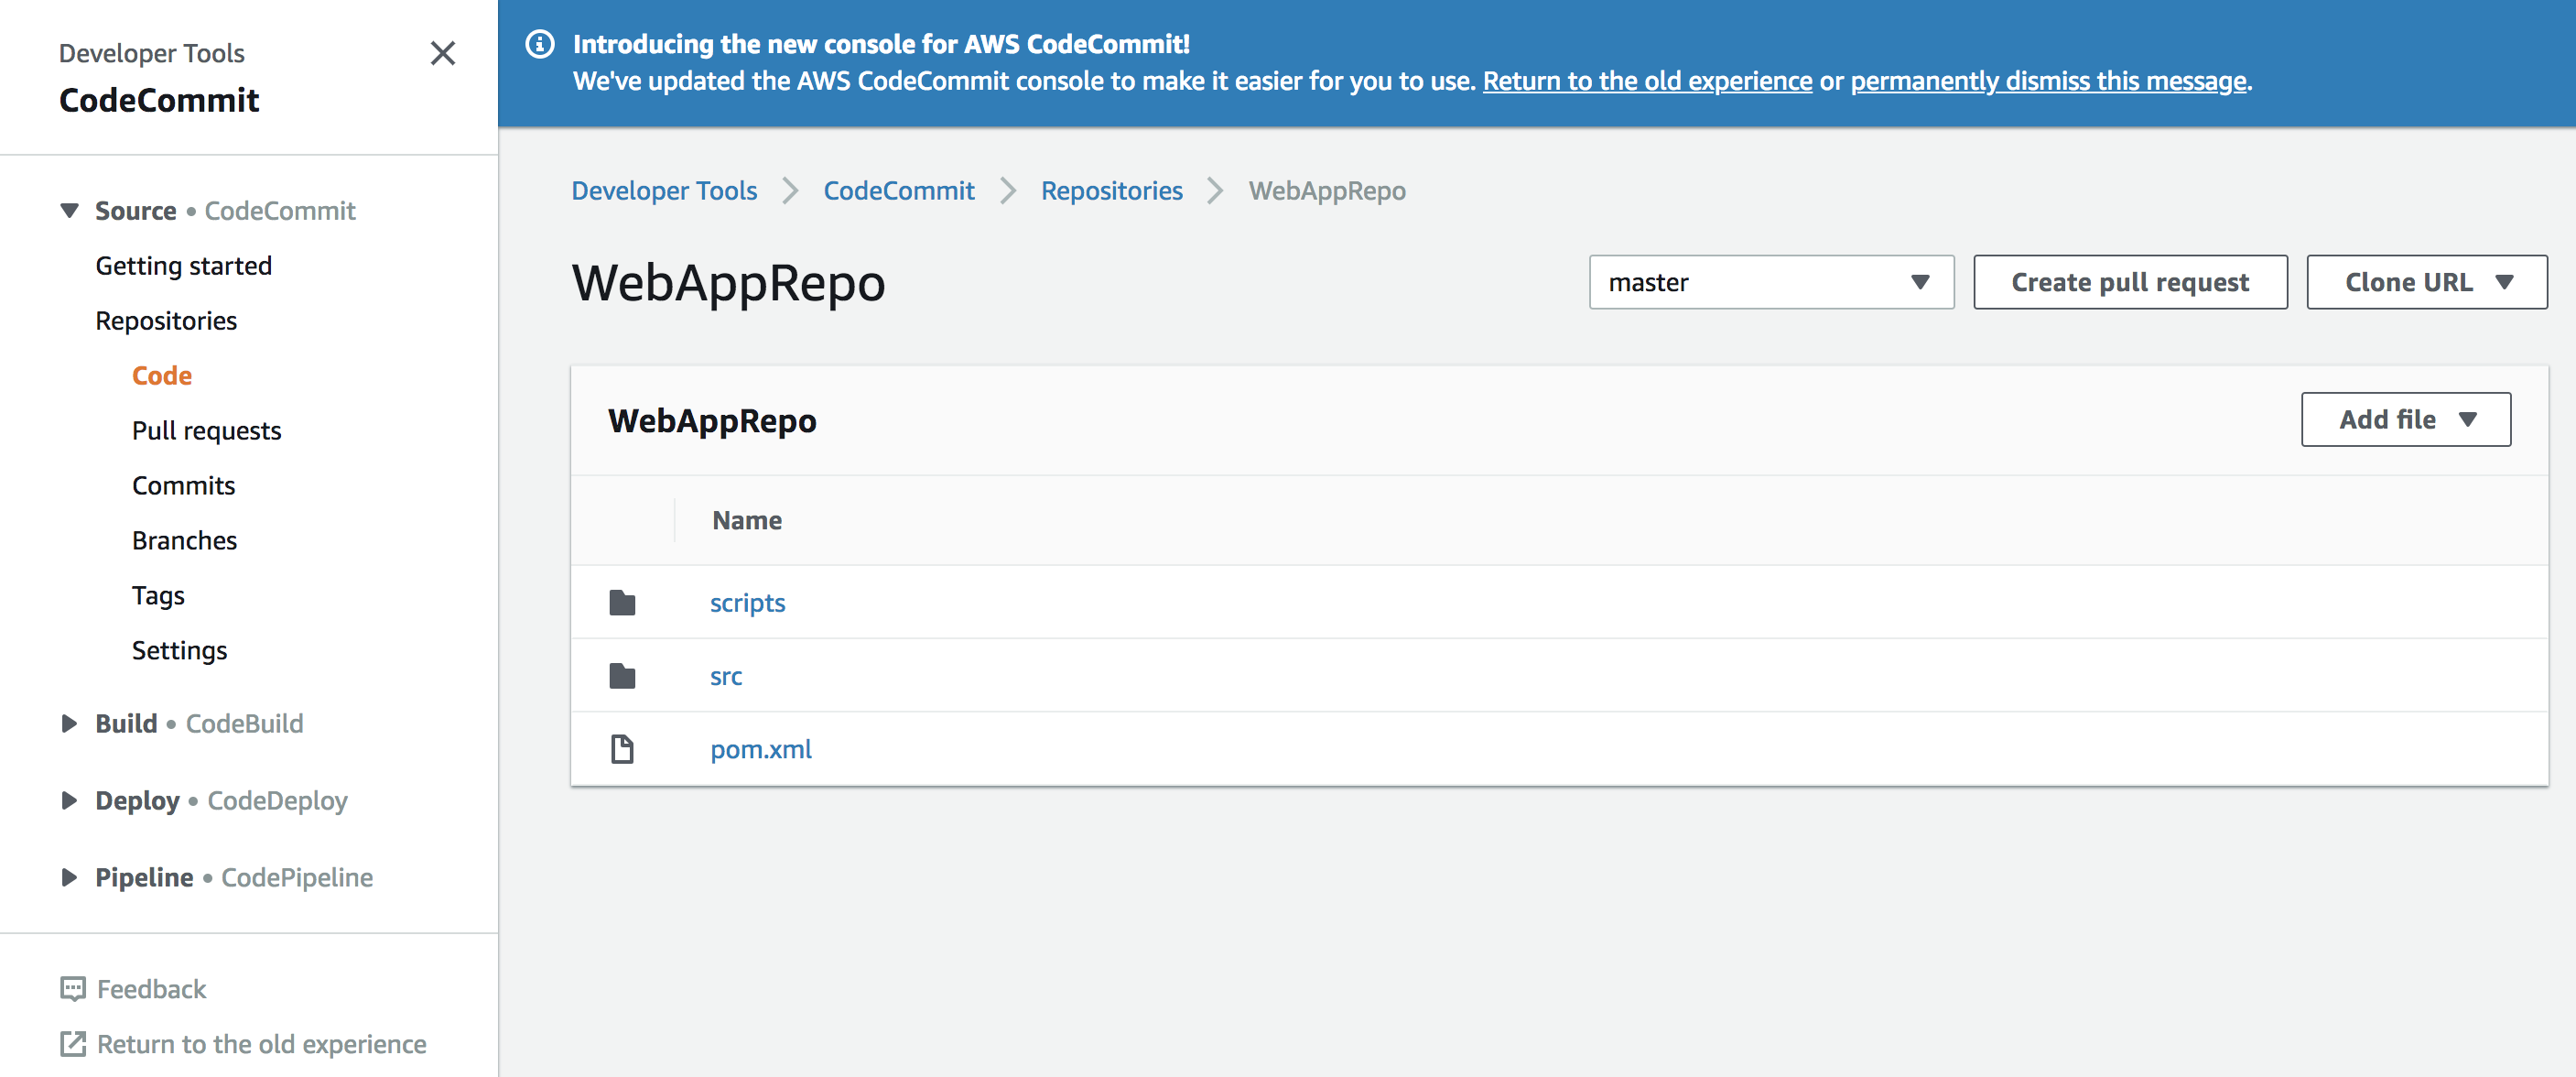 Developer Tools
CodeCommit
Source • CodeCommit
Getting started
Repositories
Code
Pull requests
Commits
Branches
Tags
Settings
Build • CodeBuild
Deploy • CodeDeploy
Pipeline • CodePipeline
Feedback
Return to the old experience
Introducing the new console for AWS CodeCommit!
We've updated the AWS CodeCommit console to make it easier for you to use. Return to the old experience or permanently dismiss this message.
Developer Tools > CodeCommit > Repositories > WebAppRepo
WebAppRepo
master
Create pull request
Clone URL
WebAppRepo
Add file
Name
scripts
src
pom.xml